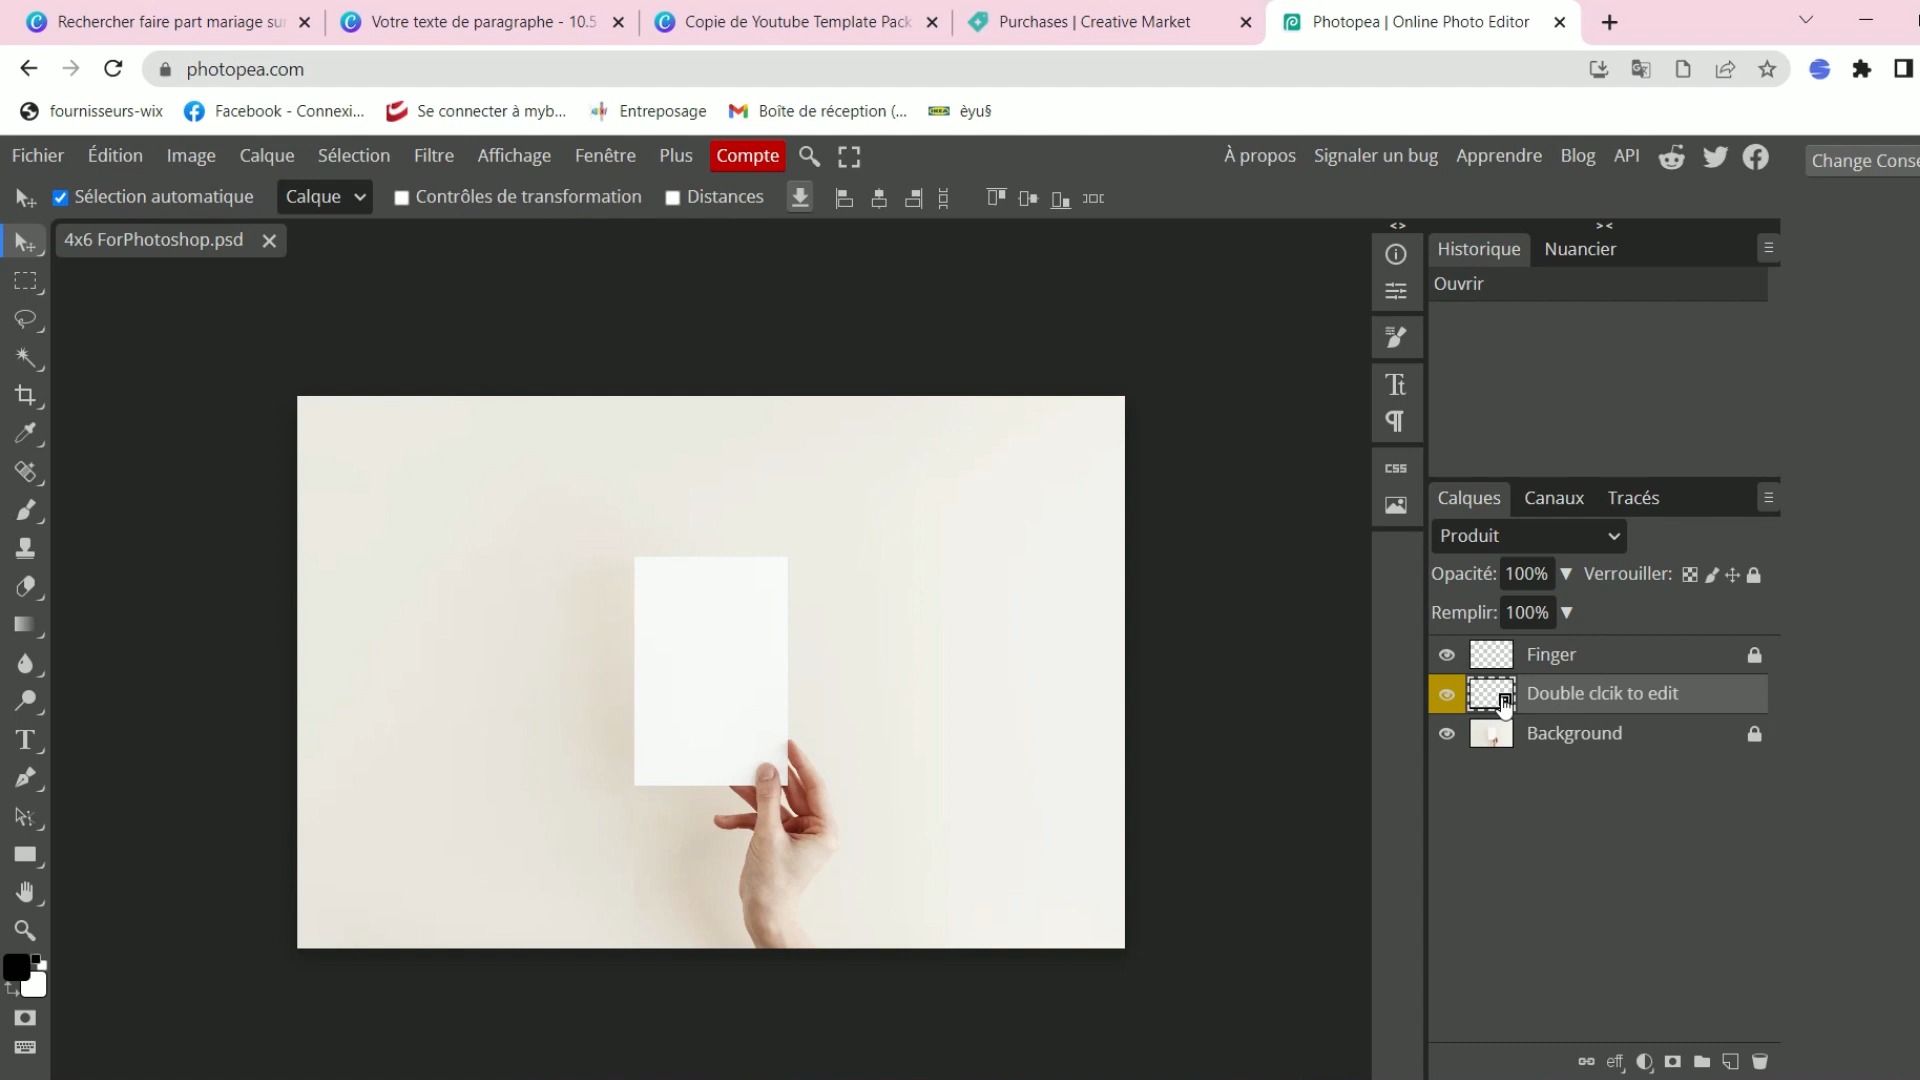 Rechercher faire part mariage su
Votre texte de paragraphe - 10.5
Copie de Youtube Template Pack
Purchases | Creative Market
Photopea | Online Photo Editor
photopea.com
fournisseurs-wix
Facebook - Connexi...
Se connecter à myb...
Entreposage
Boîte de réception (...
IKEA
èyu§
Fichier
Édition
Image
Calque
Sélection
Filtre
Affichage
Fenêtre
Plus
Compte
À propos
Signaler un bug
Apprendre
Blog
API
Change Conse
Sélection automatique
Calque
Contrôles de transformation
Distances
4x6 ForPhotoshop.psd
<>
><
Historique
Nuancier
Ouvrir
CSS
Calques
Canaux
Tracés
Produit
Opacité: 100%
Verrouiller:
Remplir: 100%
Finger
Double clcik to edit
Background
eff